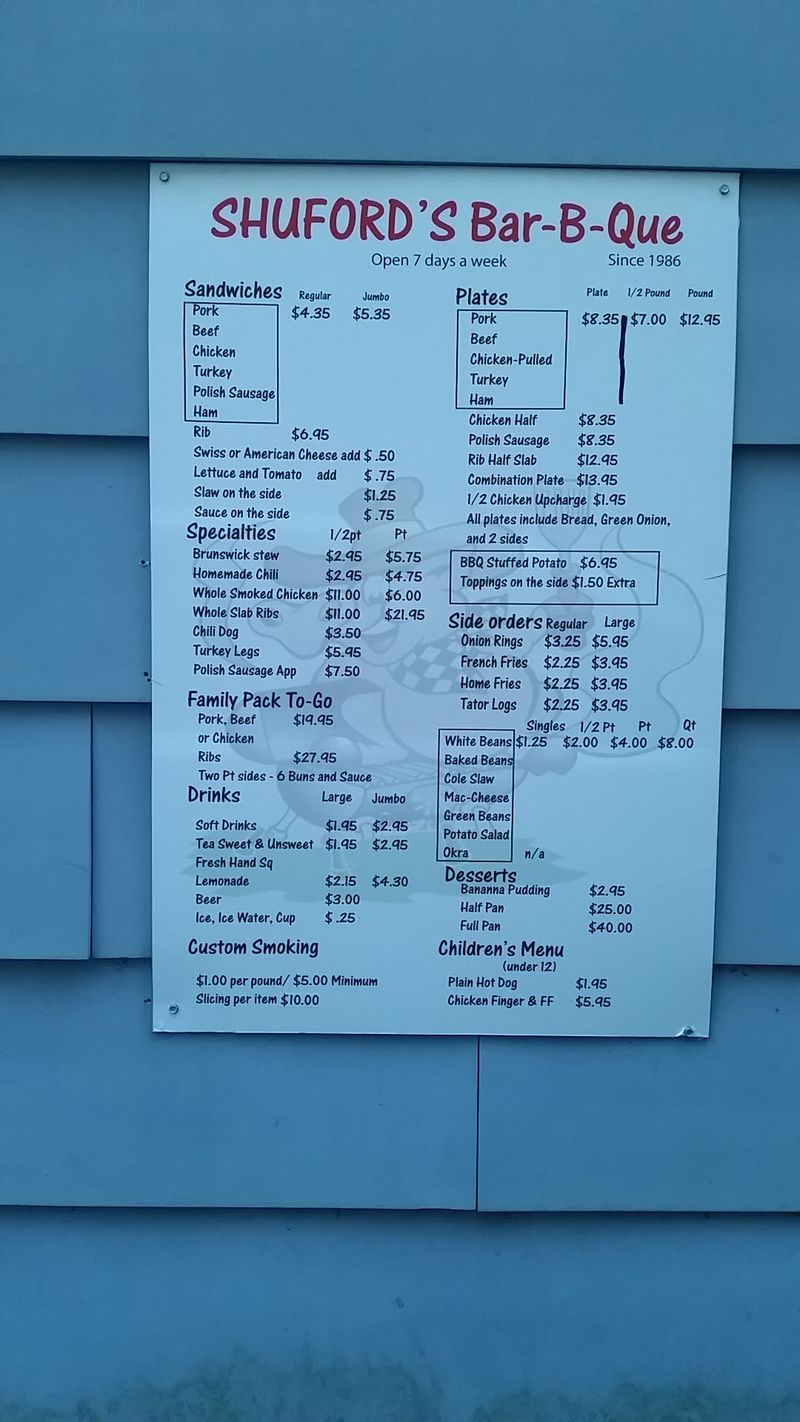 SHUFORD'S Bar-B-Que
Open 7 days a week Since 1986
Sandwiches Regular Jumbo
Pork $4.35 $5.35
Beef
Chicken
Turkey
Polish Sausage
Ham
Rib $6.95
Swiss or American Cheese add $ .50
Lettuce and Tomato add $ .75
Slaw on the side $1.25
Sauce on the side $ .75
Specialties 1/2pt Pt
Brunswick stew $2.95 $5.75
Homemade Chili $2.95 $4.75
Whole Smoked Chicken $11.00 $6.00
Whole Slab Ribs $11.00 $21.95
Chili Dog $3.50
Turkey Legs $5.95
Polish Sausage App $7.50
Family Pack To-Go
Pork, Beef $19.95
or Chicken
Ribs $27.95
Two Pt sides - 6 Buns and Sauce
Drinks Large Jumbo
Soft Drinks $1.95 $2.95
Tea Sweet & Unsweet $1.95 $2.95
Fresh Hand Sq
Lemonade $2.15 $4.30
Beer $3.00
Ice, Ice Water, Cup $ .25
Custom Smoking
$1.00 per pound/ $5.00 Minimum
Slicing per item $10.00
Plates Plate 1/2 Pound Pound
Pork $8.35 $7.00 $12.95
Beef
Chicken-Pulled
Turkey
Ham
Chicken Half $8.35
Polish Sausage $8.35
Rib Half Slab $12.95
Combination Plate $13.95
1/2 Chicken Upcharge $1.95
All plates include Bread, Green Onion,
and 2 sides
BBQ Stuffed Potato $6.95
Toppings on the side $1.50 Extra
Side orders Regular Large
Onion Rings $3.25 $5.95
French Fries $2.25 $3.95
Home Fries $2.25 $3.95
Tator Logs $2.25 $3.95
Singles 1/2 Pt Pt Qt
White Beans $1.25 $2.00 $4.00 $8.00
Baked Beans
Cole Slaw
Mac-Cheese
Green Beans
Potato Salad
Okra n/a
Desserts
Bananna Pudding $2.95
Half Pan $25.00
Full Pan $40.00
Children's Menu
(under 12)
Plain Hot Dog $1.95
Chicken Finger & FF $5.95